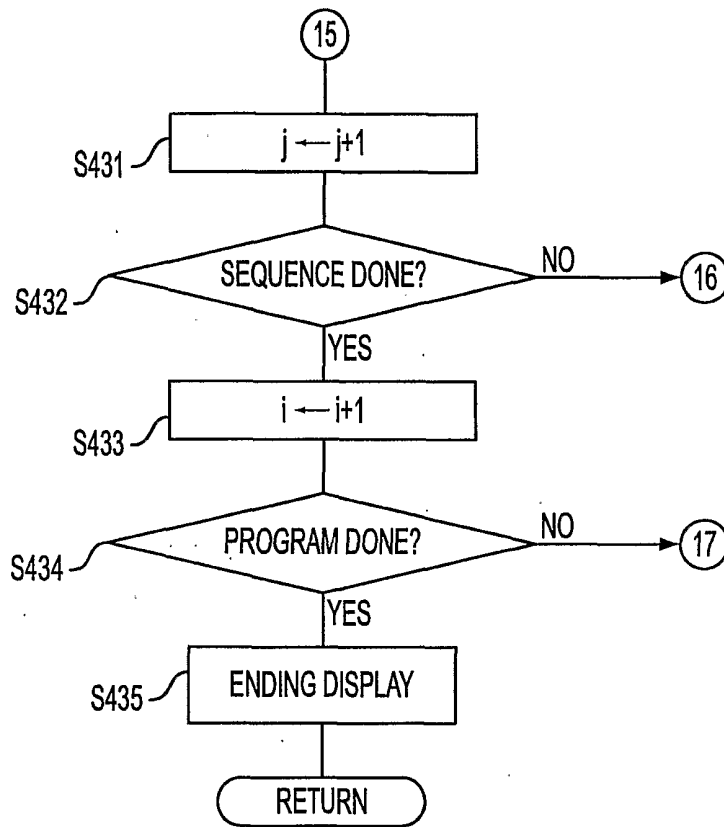 15
j ← j+1
S431
SEQUENCE DONE?
NO
16
S432
YES
i ← i+1
S433
PROGRAM DONE?
NO
17
S434
YES
ENDING DISPLAY
S435
RETURN